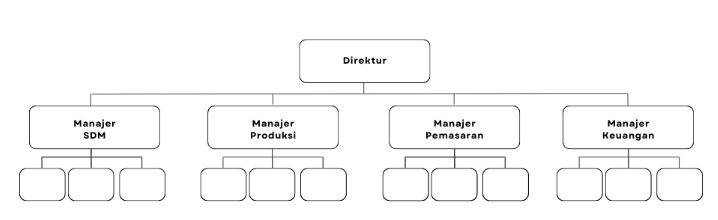 Direktur
Manajer
SDM
Manajer
Produksi
Manajer
Pemasaran
Manajer
Keuangan